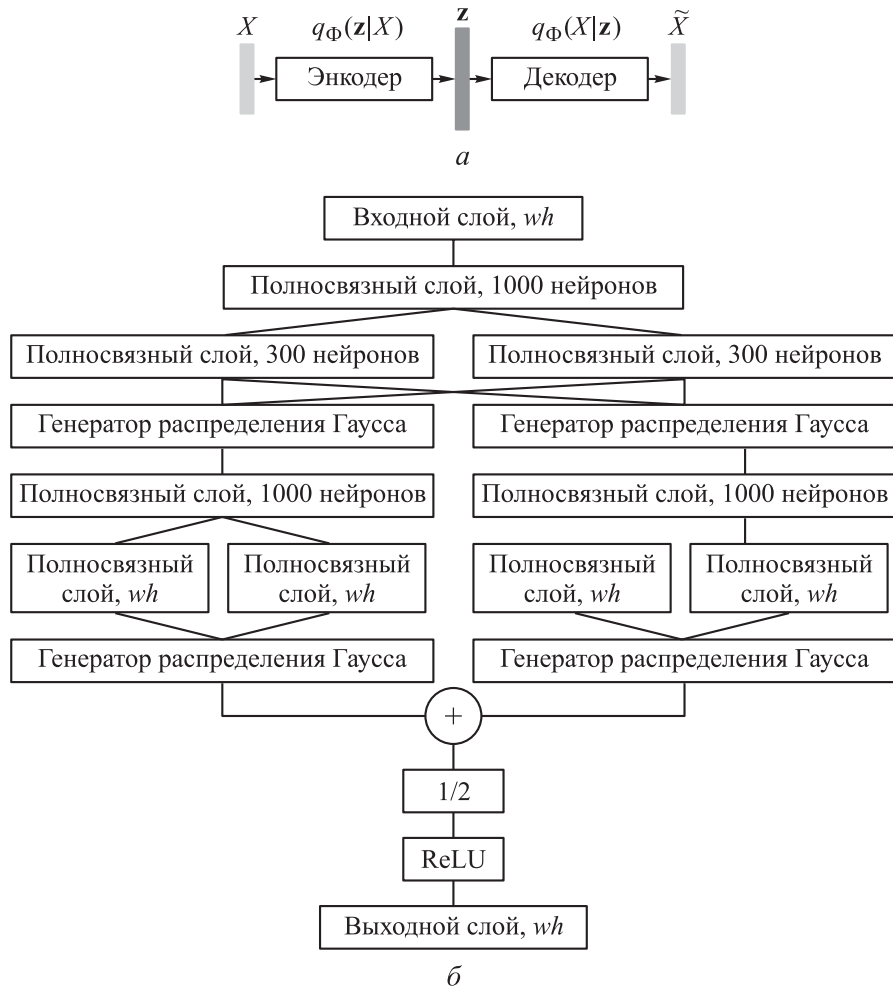 X q_Φ(z|X) z q_Φ(X|z) X̃
Энкодер Декодер
а
Входной слой, wh
Полносвязный слой, 1000 нейронов
Полносвязный слой, 300 нейронов
Полносвязный слой, 300 нейронов
Генератор распределения Гаусса
Генератор распределения Гаусса
Полносвязный слой, 1000 нейронов
Полносвязный слой, 1000 нейронов
Полносвязный
слой, wh
Полносвязный
слой, wh
Полносвязный
слой, wh
Полносвязный
слой, wh
Генератор распределения Гаусса
Генератор распределения Гаусса
+
1/2
ReLU
Выходной слой, wh
б